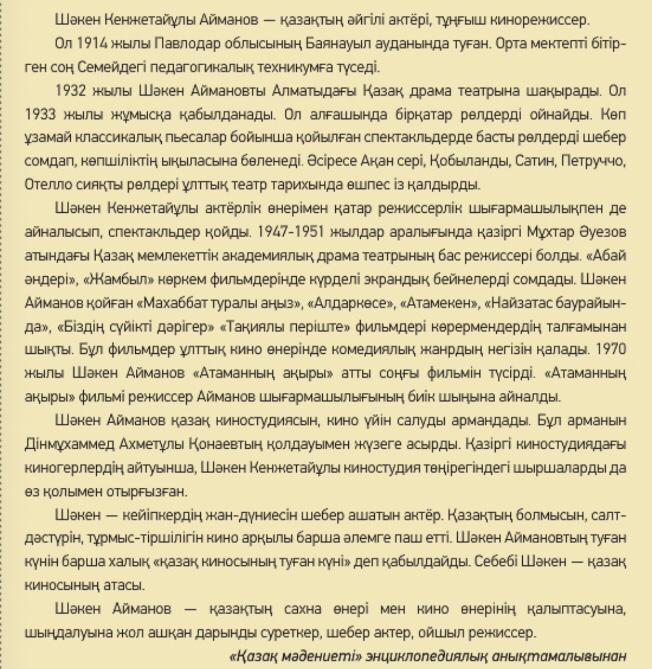 Шәкен Кенжетайұлы Айманов — қазақтың әйгілі актёрі, тұңғыш кинорежиссер.
Ол 1914 жылы Павлодар облысының Баянауыл ауданында туған. Орта мектепті бітір-
ген соң Семейдегі педагогикалық техникумға түседі.
1932 жылы Шәкен Аймановты Алматыдағы Қазақ драма театрына шақырады. Ол
1933 жылы жұмысқа қабылданады. Ол алғашында бірқатар рөлдерді ойнайды. Көп
ұзамай классикалық пьесалар бойынша қойылған спектакльдерде басты рөлдерді шебер
сомдап, көпшіліктің ықыласына бөленеді. Әсіресе Ақан сері, Қобыланды, Сатин, Петруччо,
Отелло сияқты рөлдері ұлттық театр тарихында өшпес із қалдырды.
Шәкен Кенжетайұлы актёрлік өнерімен қатар режиссерлік шығармашылықпен де
айналысып, спектакльдер қойды. 1947-1951 жылдар аралығында қазіргі Мұхтар Әуезов
атындағы Қазақ мемлекеттік академиялық драма театрының бас режиссері болды. «Абай
әндері», «Жамбыл» көркем фильмдерінде күрделі экрандық бейнелерді сомдады. Шәкен
Айманов қойған «Махаббат туралы аңыз», «Алдаркөсе», «Атамекен», «Найзатас баурайын-
да», «Біздің сүйікті дәрігер» «Тақиялы періште» фильмдері көрермендердің талғамынан
шықты. Бұл фильмдер ұлттық кино өнерінде комедиялық жанрдың негізін қалады. 1970
жылы Шәкен Айманов «Атаманның ақыры» атты соңғы фильмін түсірді. «Атаманның
ақыры» фильмі режиссер Айманов шығармашылығының биік шыңына айналды.
Шәкен Айманов қазақ киностудиясын, кино үйін салуды армандады. Бұл арманын
Дінмұхаммед Ахметұлы Қонаевтың қолдауымен жүзеге асырды. Қазіргі киностудиядағы
киногерлердің айтуынша, Шәкен Кенжетайұлы киностудия төңірегіндегі шыршаларды да
өз қолымен отырғызған.
Шәкен — кейіпкердің жан-дүниесін шебер ашатын актёр. Қазақтың болмысын, салт-
дәстүрін, тұрмыс-тіршілігін кино арқылы барша әлемге паш етті. Шәкен Аймановтың туған
күнін барша халық «қазақ киносының туған күні» деп қабылдайды. Себебі Шәкен — қазақ
киносының атасы.
Шәкен Айманов — қазақтың сахна өнері мен кино өнерінің қалыптасуына,
шыңдалуына жол ашқан дарынды суреткер, шебер актер, ойшыл режиссер.
«Қазақ мәдениеті» энциклопедиялық анықтамалығынан